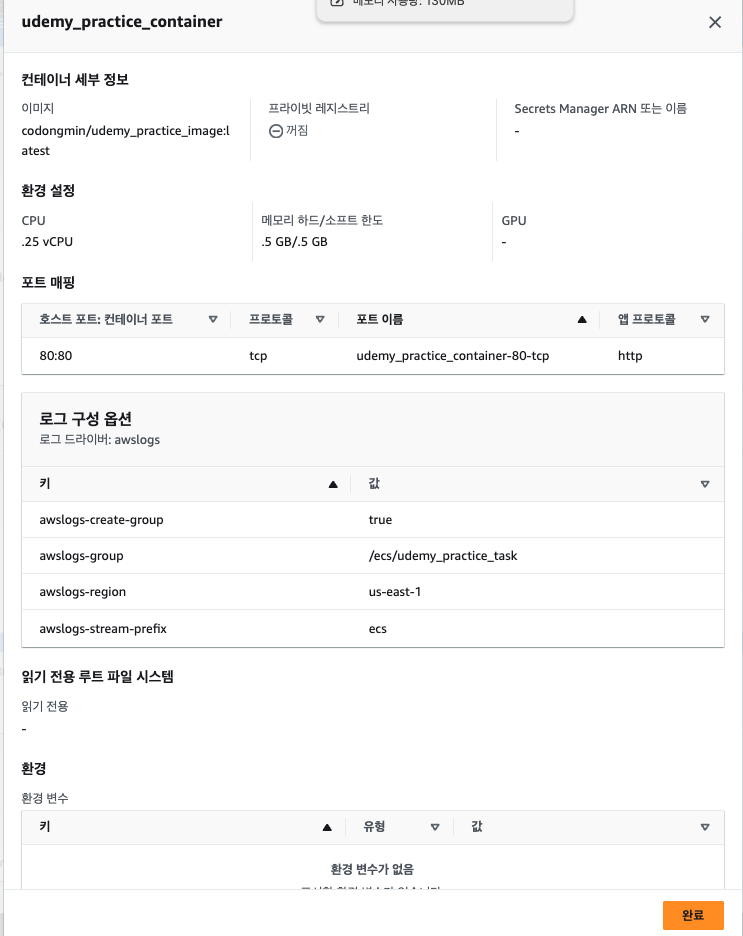 메모리 사용량: 130MB
udemy_practice_container
컨테이너 세부 정보
이미지
codongmin/udemy_practice_image:l
atest
프라이빗 레지스트리
꺼짐
Secrets Manager ARN 또는 이름
-
환경 설정
CPU
.25 vCPU
메모리 하드/소프트 한도
.5 GB/.5 GB
GPU
-
포트 매핑
호스트 포트: 컨테이너 포트 프로토콜 포트 이름 앱 프로토콜
80:80 tcp udemy_practice_container-80-tcp http
로그 구성 옵션
로그 드라이버: awslogs
키 값
awslogs-create-group true
awslogs-group /ecs/udemy_practice_task
awslogs-region us-east-1
awslogs-stream-prefix ecs
읽기 전용 루트 파일 시스템
읽기 전용
-
환경
환경 변수
키 유형 값
환경 변수가 없음
완료